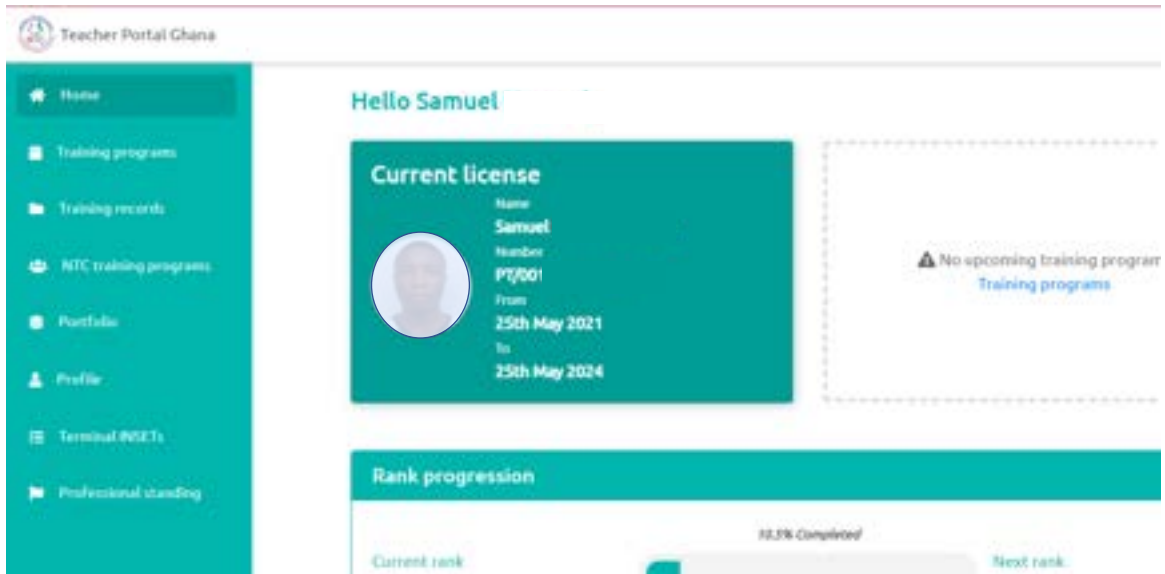 Teacher Portal Ghana
Home
Training programs
Training records
NTC training programs
Portfolio
Profile
Terminal INSETs
Professional standing
Hello Samuel
Current license
Name
Samuel
Number
PT/001
From
25th May 2021
To
25th May 2024
No upcoming training program
Training programs
Rank progression
10.5% Completed
Current rank
Next rank